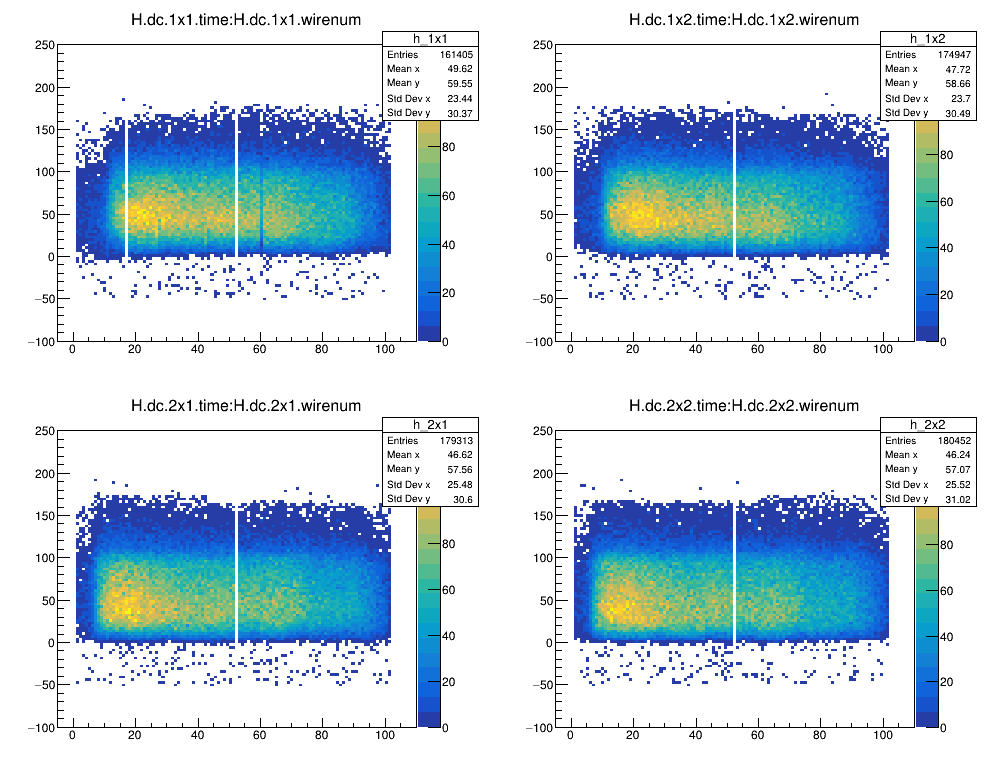 H.dc.1x1.time:H.dc.1x1.wirenum
h_1x1
Entries 161405
Mean x 49.62
Mean y 59.55
Std Dev x 23.44
Std Dev y 30.37
250
200
150
100
50
0
−50
−100
0 20 40 60 80 100
80
60
40
20
0
H.dc.1x2.time:H.dc.1x2.wirenum
h_1x2
Entries 174947
Mean x 47.72
Mean y 58.66
Std Dev x 23.7
Std Dev y 30.49
250
200
150
100
50
0
−50
−100
0 20 40 60 80 100
80
60
40
20
0
H.dc.2x1.time:H.dc.2x1.wirenum
h_2x1
Entries 179313
Mean x 46.62
Mean y 57.56
Std Dev x 25.48
Std Dev y 30.6
250
200
150
100
50
0
−50
−100
0 20 40 60 80 100
80
60
40
20
0
H.dc.2x2.time:H.dc.2x2.wirenum
h_2x2
Entries 180452
Mean x 46.24
Mean y 57.07
Std Dev x 25.52
Std Dev y 31.02
250
200
150
100
50
0
−50
−100
0 20 40 60 80 100
80
60
40
20
0